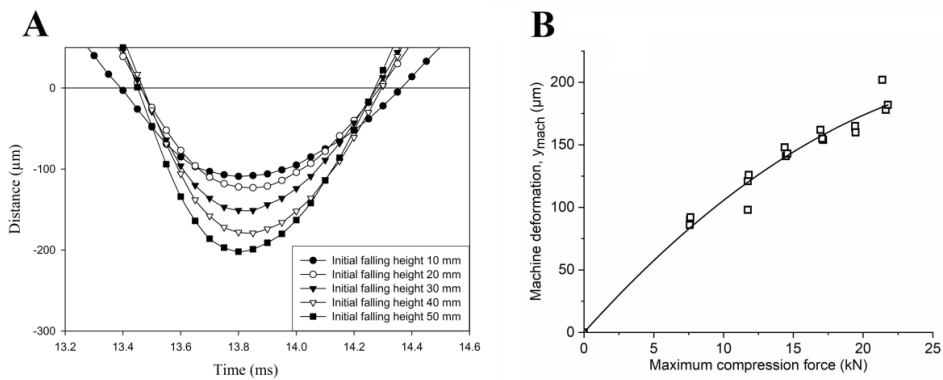 A
Distance (µm)
0
-100
-200
-300
13.2 13.4 13.6 13.8 14.0 14.2 14.4 14.6
Time (ms)
Initial falling height 10 mm
Initial falling height 20 mm
Initial falling height 30 mm
Initial falling height 40 mm
Initial falling height 50 mm
B
Machine deformation, ymach (µm)
200
150
100
50
0
0 5 10 15 20 25
Maximum compression force (kN)